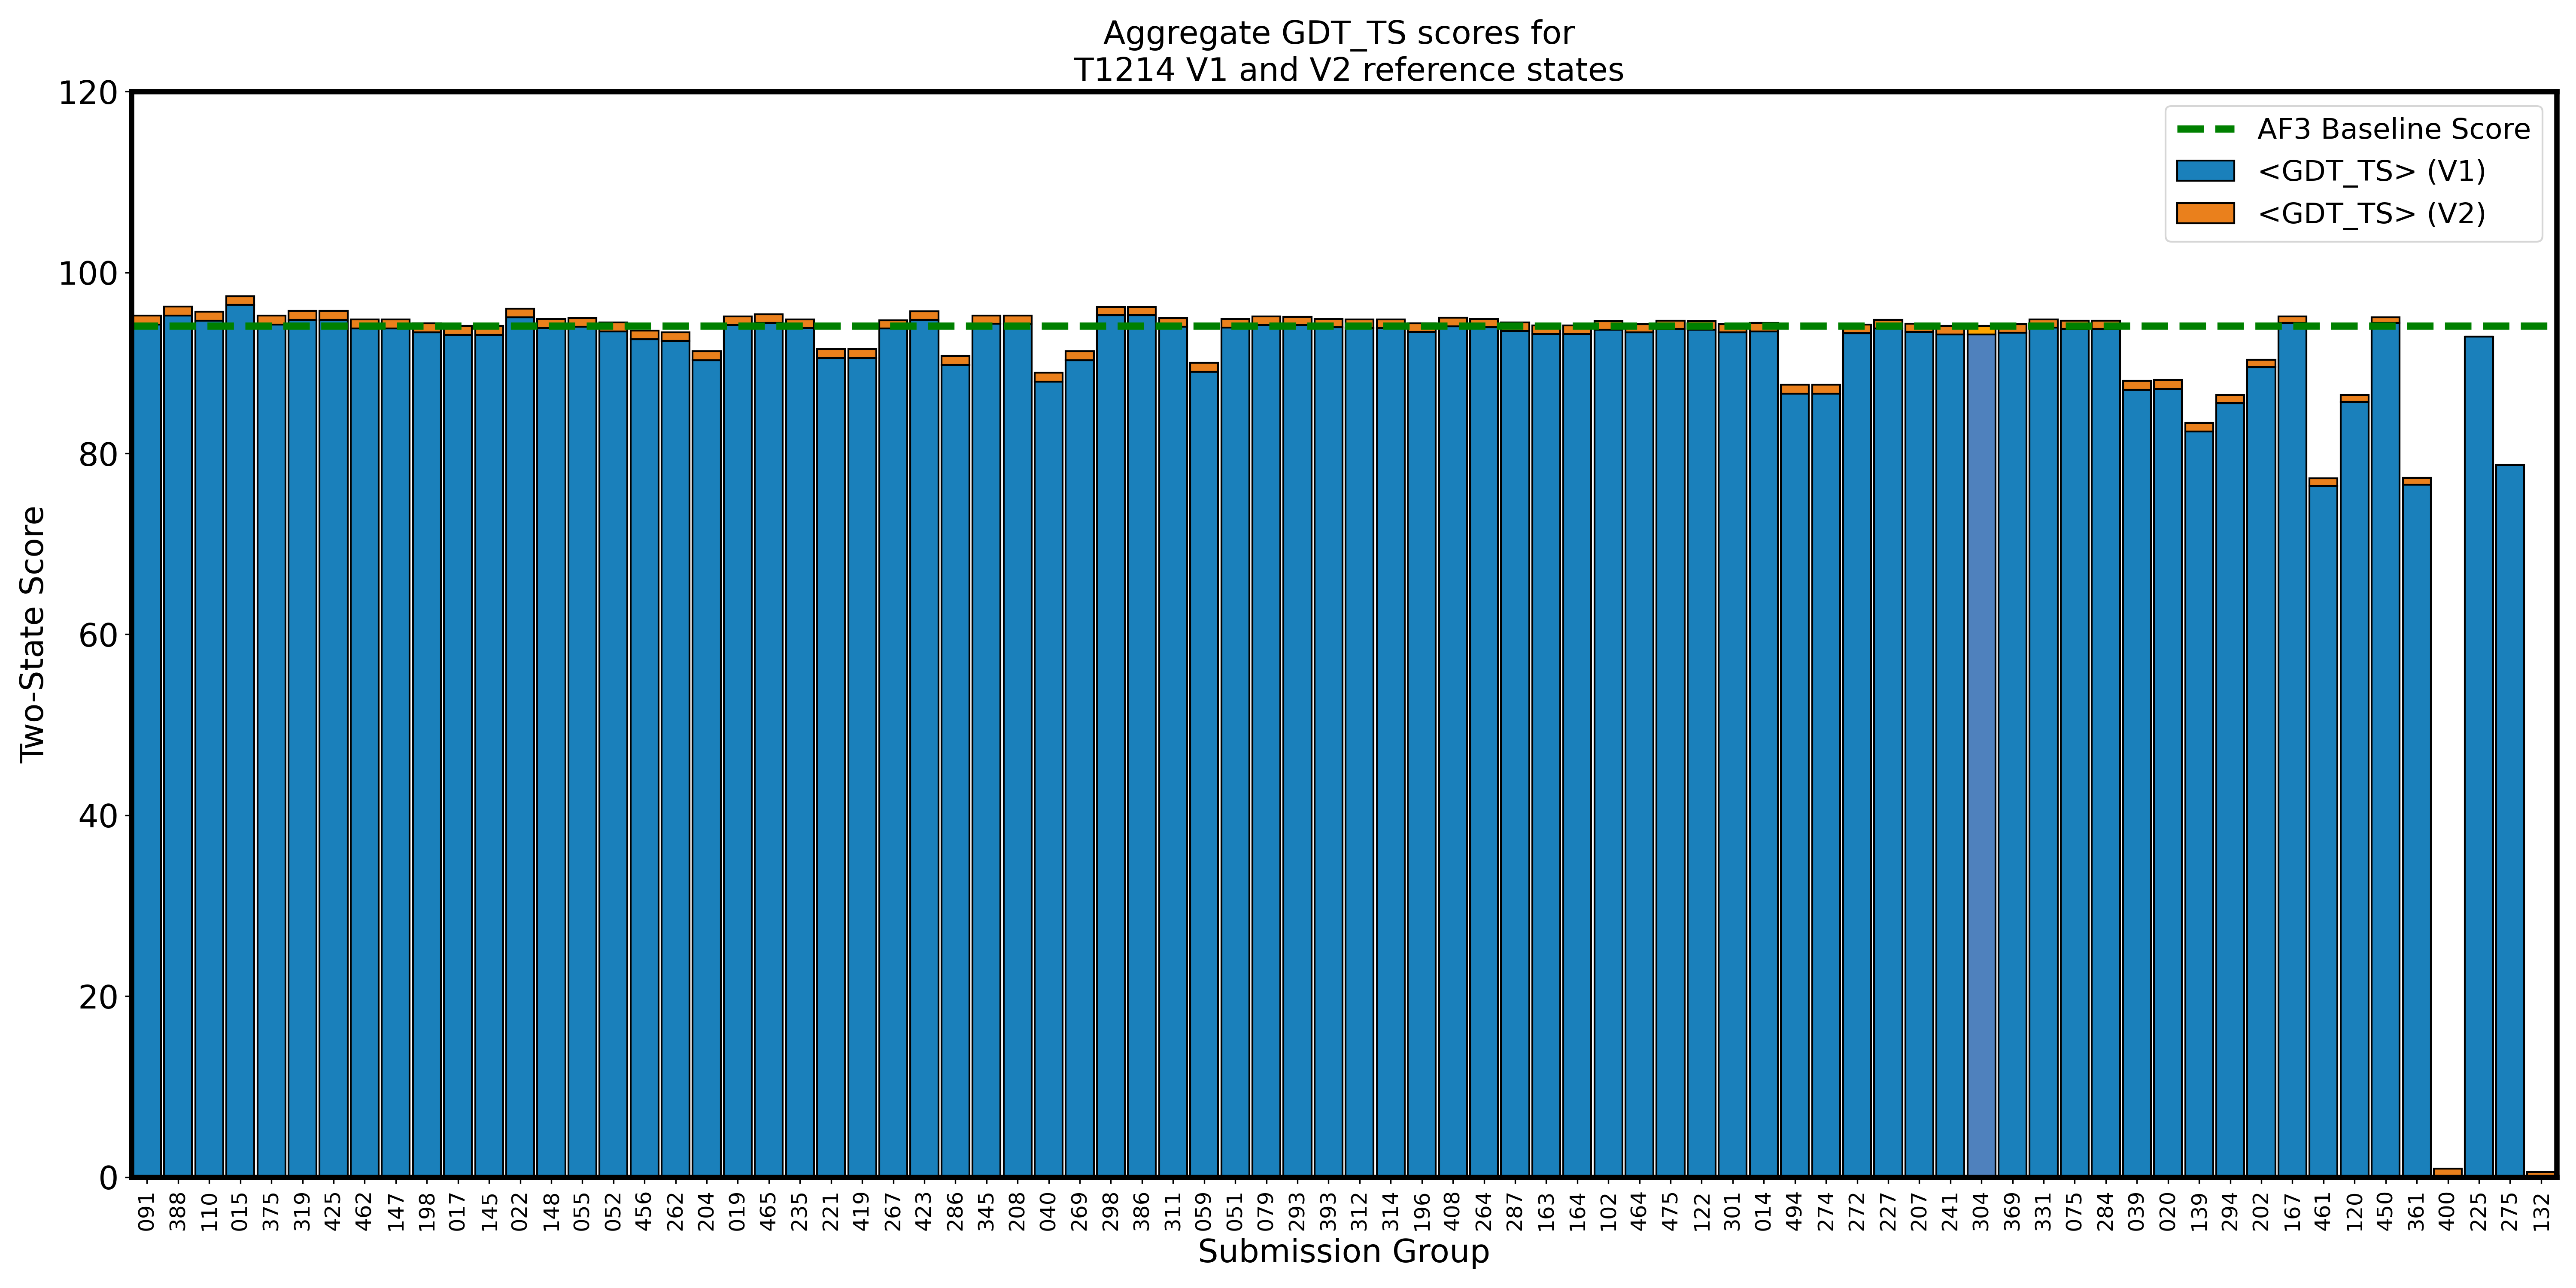 Aggregate GDT_TS scores for
T1214 V1 and V2 reference states
AF3 Baseline Score
<GDT_TS> (V1)
<GDT_TS> (V2)
Two-State Score
120
100
80
60
40
20
0
091 388 110 015 375 319 425 462 147 198 017 145 022 148 055 052 456 262 204 019 465 235 221 419 267 423 286 345 208 040 269 298 386 311 059 051 079 293 393 312 314 196 408 264 287 163 164 102 464 475 122 301 014 494 274 272 227 207 241 304 369 331 075 284 039 020 139 294 202 167 461 120 450 361 400 225 275 132
Submission Group